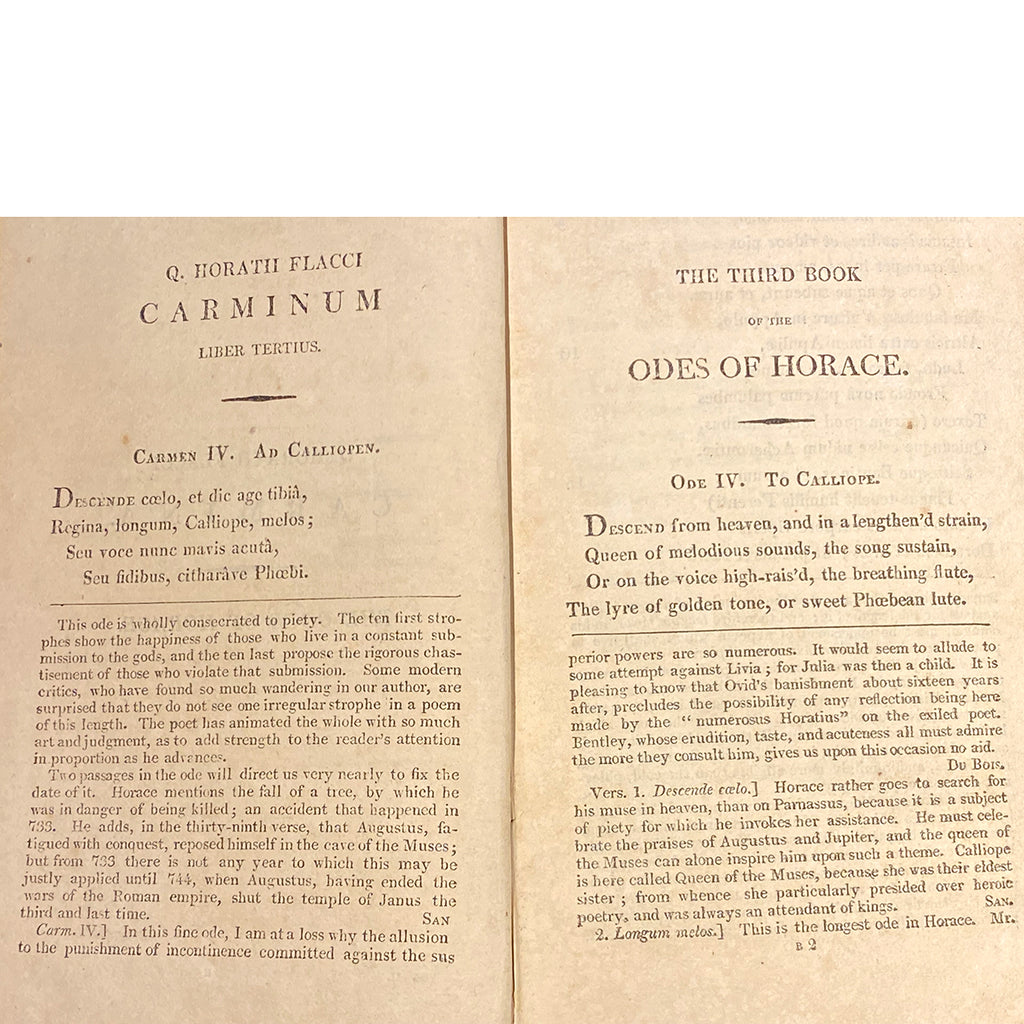 Q. HORATII FLACCI
CARMINUM
LIBER TERTIUS.
CARMEN IV. AD CALLIOPEN.
DESCENDE cœlo, et dic age tibiâ,
Regina, longum, Calliope, melos;
Seu voce nunc mavis acutâ,
Seu fidibus, citharâve Phœbi.
This ode is wholly consecrated to piety. The ten first stro-
phes show the happiness of those who live in a constant sub-
mission to the gods, and the ten last propose the rigorous chas-
tisement of those who violate that submission. Some modern
critics, who have found so much wandering in our author, are
surprised that they do not see one irregular strophe in a poem
of this length. The poet has animated the whole with so much
art and judgment, as to add strength to the reader's attention
in proportion as he advances.
Two passages in the ode will direct us very nearly to fix the
date of it. Horace mentions the fall of a tree, by which he
was in danger of being killed; an accident that happened in
733. He adds, in the thirty-ninth verse, that Augustus, fa-
tigued with conquest, reposed himself in the cave of the Muses;
but from 733 there is not any year to which this may be
justly applied until 744, when Augustus, having ended the
wars of the Roman empire, shut the temple of Janus the
third and last time. SAN
Carm. IV.] In this fine ode, I am at a loss why the allusion
to the punishment of incontinence committed against the sus
THE THIRD BOOK
OF THE
ODES OF HORACE.
ODE IV. TO CALLIOPE.
DESCEND from heaven, and in a lengthen'd strain,
Queen of melodious sounds, the song sustain,
Or on the voice high-rais'd, the breathing flute,
The lyre of golden tone, or sweet Phœbean lute.
perior powers are so numerous. It would seem to allude to
some attempt against Livia; for Julia was then a child. It is
pleasing to know that Ovid's banishment about sixteen years
after, precludes the possibility of any reflection being here
made by the "numerosus Horatius" on the exiled poet.
Bentley, whose erudition, taste, and acuteness all must admire
the more they consult him, gives us upon this occasion no aid.
DU BOIS.
Vers. 1. Descende cœlo.] Horace rather goes to search for
his muse in heaven, than on Parnassus, because it is a subject
of piety for which he invokes her assistance. He must cele-
brate the praises of Augustus and Jupiter, and the queen of
the Muses can alone inspire him upon such a theme. Calliope
is here called Queen of the Muses, because she was their eldest
sister; from whence she particularly presided over heroic
poetry, and was always an attendant of kings. SAN.
2. Longum melos.] This is the longest ode in Horace. Mr.
B 2